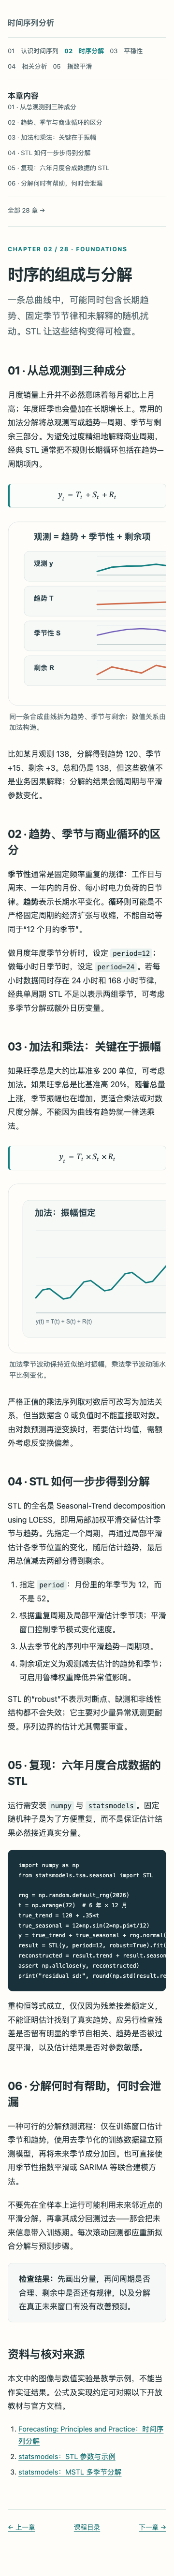 时间序列分析
01 认识时间序列 02 时序分解 03 平稳性
04 相关分析 05 指数平滑
本章内容
01 · 从总观测到三种成分
02 · 趋势、季节与商业循环的区分
03 · 加法和乘法：关键在于振幅
04 · STL 如何一步步得到分解
05 · 复现：六年月度合成数据的 STL
06 · 分解何时有帮助，何时会泄漏
全部 28 章 →
CHAPTER 02 / 28 · FOUNDATIONS
时序的组成与分解
一条总曲线中，可能同时包含长期趋
势、固定季节节律和未解释的随机扰
动。STL 让这些结构变得可检查。
01 · 从总观测到三种成分
月度销量上升并不必然意味着每月都比上月
高；年度旺季也会叠加在长期增长上。常用的
加法分解将总观测写成趋势—周期、季节与剩
余三部分。为避免过度精细地解释商业周期，
经典 STL 通常把不规则长期循环包括在趋势—
周期项内。
y_t = T_t + S_t + R_t
观测 = 趋势 + 季节性 + 剩余项
观测 y
趋势 T
季节性 S
剩余 R
同一条合成曲线拆为趋势、季节与剩余；数值关系由
加法构造。
比如某月观测 138，分解得到趋势 120、季节
+15、剩余 +3。总和仍是 138，但这些数值不
是业务因果解释；分解的结果会随周期与平滑
参数变化。
02 · 趋势、季节与商业循环的区
分
季节性通常是固定频率重复的规律：工作日与
周末、一年内的月份、每小时电力负荷的日节
律。趋势表示长期水平变化。循环则可能是不
严格固定周期的经济扩张与收缩，不能自动等
同于“12 个月的季节”。
做月度年度季节分析时，设定 period=12；
做每小时日季节时，设定 period=24。若每
小时数据同时存在 24 小时和 168 小时节律，
经典单周期 STL 不足以表示两组季节，可考虑
多季节分解或额外日历变量。
03 · 加法和乘法：关键在于振幅
如果旺季总是大约比基准多 200 单位，可考虑
加法。如果旺季总是比基准高 20%，随着总量
上涨，季节振幅也在增加，更适合乘法或对数
尺度分解。不能因为曲线有趋势就一律选乘
法。
y_t = T_t × S_t × R_t
加法：振幅恒定
y(t) = T(t) + S(t) + R(t)
加法季节波动保持近似绝对振幅，乘法季节波动随水
平比例变化。
严格正值的乘法序列取对数后可改写为加法关
系，但当数据含 0 或负值时不能直接取对数。
由对数预测再逆变换时，若要估计均值，需额
外考虑反变换偏差。
04 · STL 如何一步步得到分解
STL 的全名是 Seasonal-Trend decomposition
using LOESS，即用局部加权平滑交替估计季
节与趋势。先指定一个周期，再通过局部平滑
估计各季节位置的变化，随后估计趋势，最后
用总值减去两部分得到剩余。
1. 指定 period：月份里的年季节为 12，而
不是 52。
2. 根据重复周期及局部平滑估计季节项；平滑
窗口控制季节模式变化速度。
3. 从去季节化的序列中平滑趋势—周期项。
4. 剩余项定义为观测减去估计的趋势和季节；
可启用鲁棒权重降低异常值影响。
STL 的“robust”不表示对断点、缺测和非线性
结构都不会失效；它主要对少量异常观测更耐
受。序列边界的估计尤其需要审查。
05 · 复现：六年月度合成数据的
STL
运行需安装 numpy 与 statsmodels。固定
随机种子是为了方便重复，而不是保证估计结
果必然接近真实分量。
import numpy as np
from statsmodels.tsa.seasonal import STL
rng = np.random.default_rng(2026)
t = np.arange(72)  # 6 年 × 12 月
true_trend = 120 + .35*t
true_seasonal = 12*np.sin(2*np.pi*t/12)
y = true_trend + true_seasonal + rng.normal(
result = STL(y, period=12, robust=True).fit(
reconstructed = result.trend + result.season
assert np.allclose(y, reconstructed)
print("residual sd:", round(np.std(result.re
重构恒等式成立，仅仅因为残差按差额定义，
不能证明估计找到了真实趋势。应另行检查残
差是否留有明显的季节自相关、趋势是否被过
度平滑，以及估计结果是否对参数敏感。
06 · 分解何时有帮助，何时会泄
漏
一种可行的分解预测流程：仅在训练窗口估计
季节和趋势，使用去季节化的训练数据建立预
测模型，再将未来季节成分加回。也可直接使
用季节性指数平滑或 SARIMA 等联合建模方
法。
不要先在全样本上运行可能利用未来邻近点的
平滑分解，再拿其成分回测过去——那会把未
来信息带入训练期。每次滚动回测都应重新拟
合分解与预测步骤。
检查结果：先画出分量，再问周期是否
合理、剩余中是否还有规律，以及分解
在真正未来窗口有没有改善预测。
资料与核对来源
本文中的图像与数值实验是教学示例，不能当
作实证结果。公式及实现约定可对照以下开放
教材与官方文档。
1. Forecasting: Principles and Practice：时间序
列分解
2. statsmodels：STL 参数与示例
3. statsmodels：MSTL 多季节分解
← 上一章 课程目录 下一章 →